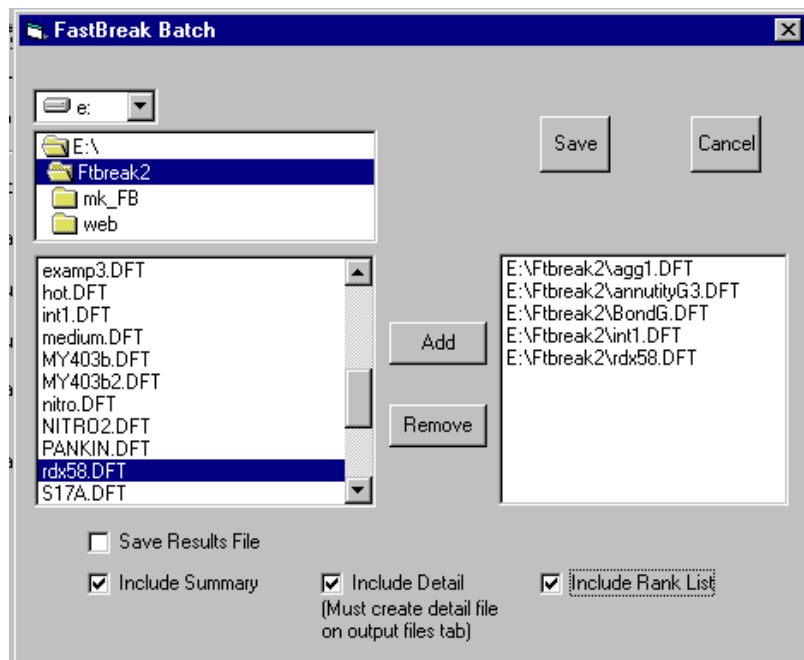 FastBreak Batch
e:
Save
Cancel
E:\
Ftbreak2
mk_FB
web
examp3.DFT
hot.DFT
int1.DFT
medium.DFT
MY403b.DFT
MY403b2.DFT
nitro.DFT
NITRO2.DFT
PANKIN.DFT
rdx58.DFT
S17A.DFT
Add
Remove
E:\Ftbreak2\agg1.DFT
E:\Ftbreak2\annutityG3.DFT
E:\Ftbreak2\BondG.DFT
E:\Ftbreak2\int1.DFT
E:\Ftbreak2\rdx58.DFT
Save Results File
Include Summary
Include Detail
(Must create detail file
on output files tab)
Include Rank List